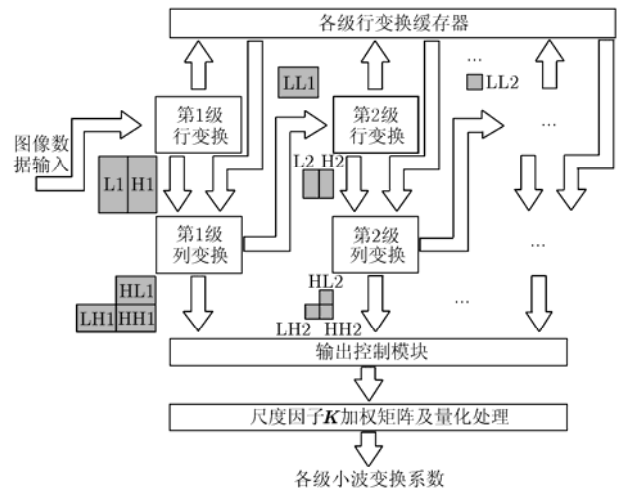 各级行变换缓存器
...
LL1
LL2
第1级
行变换
第2级
行变换
...
图像数
据输入
L1 H1
L2 H2
第1级
列变换
第2级
列变换
...
HL1
LH1 HH1
HL2
LH2 HH2
...
输出控制模块
尺度因子K加权矩阵及量化处理
各级小波变换系数